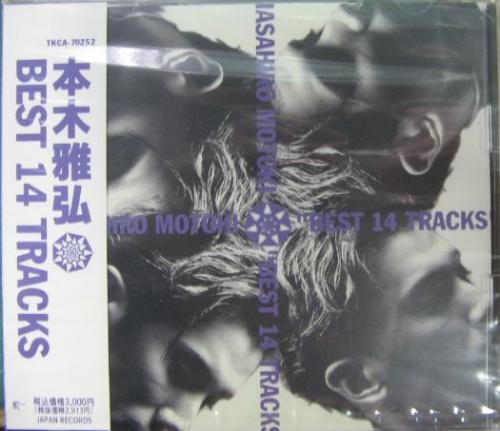 TKCA-70252
本木雅弘
BEST 14 TRACKS
税込価格3,000円
(税抜価格2,913円)
JAPAN RECORDS
MASAHIRO MOTOKI
"BEST 14 TRACKS
HIRO MOTOKI
"BEST 14 TRACKS